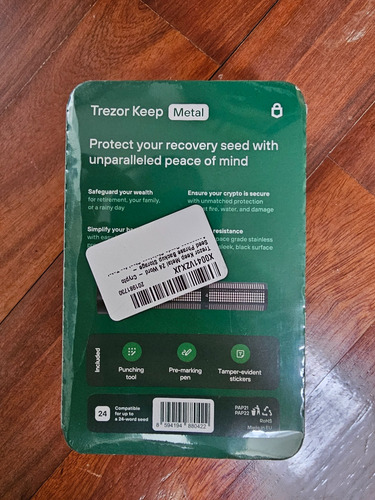 Trezor Keep Metal
Protect your recovery seed with
unparalleled peace of mind
Safeguard your wealth
for retirement, your family,
or a rainy day
Ensure your crypto is secure
with unmatched protection
fire, water, and damage
Simplify your
with
resistance
grade stainless
sleek, black surface
X0041VZXJX
Trezor Keep Metal 24 Word – Crypto
Seed Phrase Backup Storage –
201981730
Included
Punching
tool
Pre-marking
pen
Tamper-evident
stickers
24
Compatible
for up to
a 24-word seed
8 594194 880422
PAP21
PAP22
RoHS
Made in EU